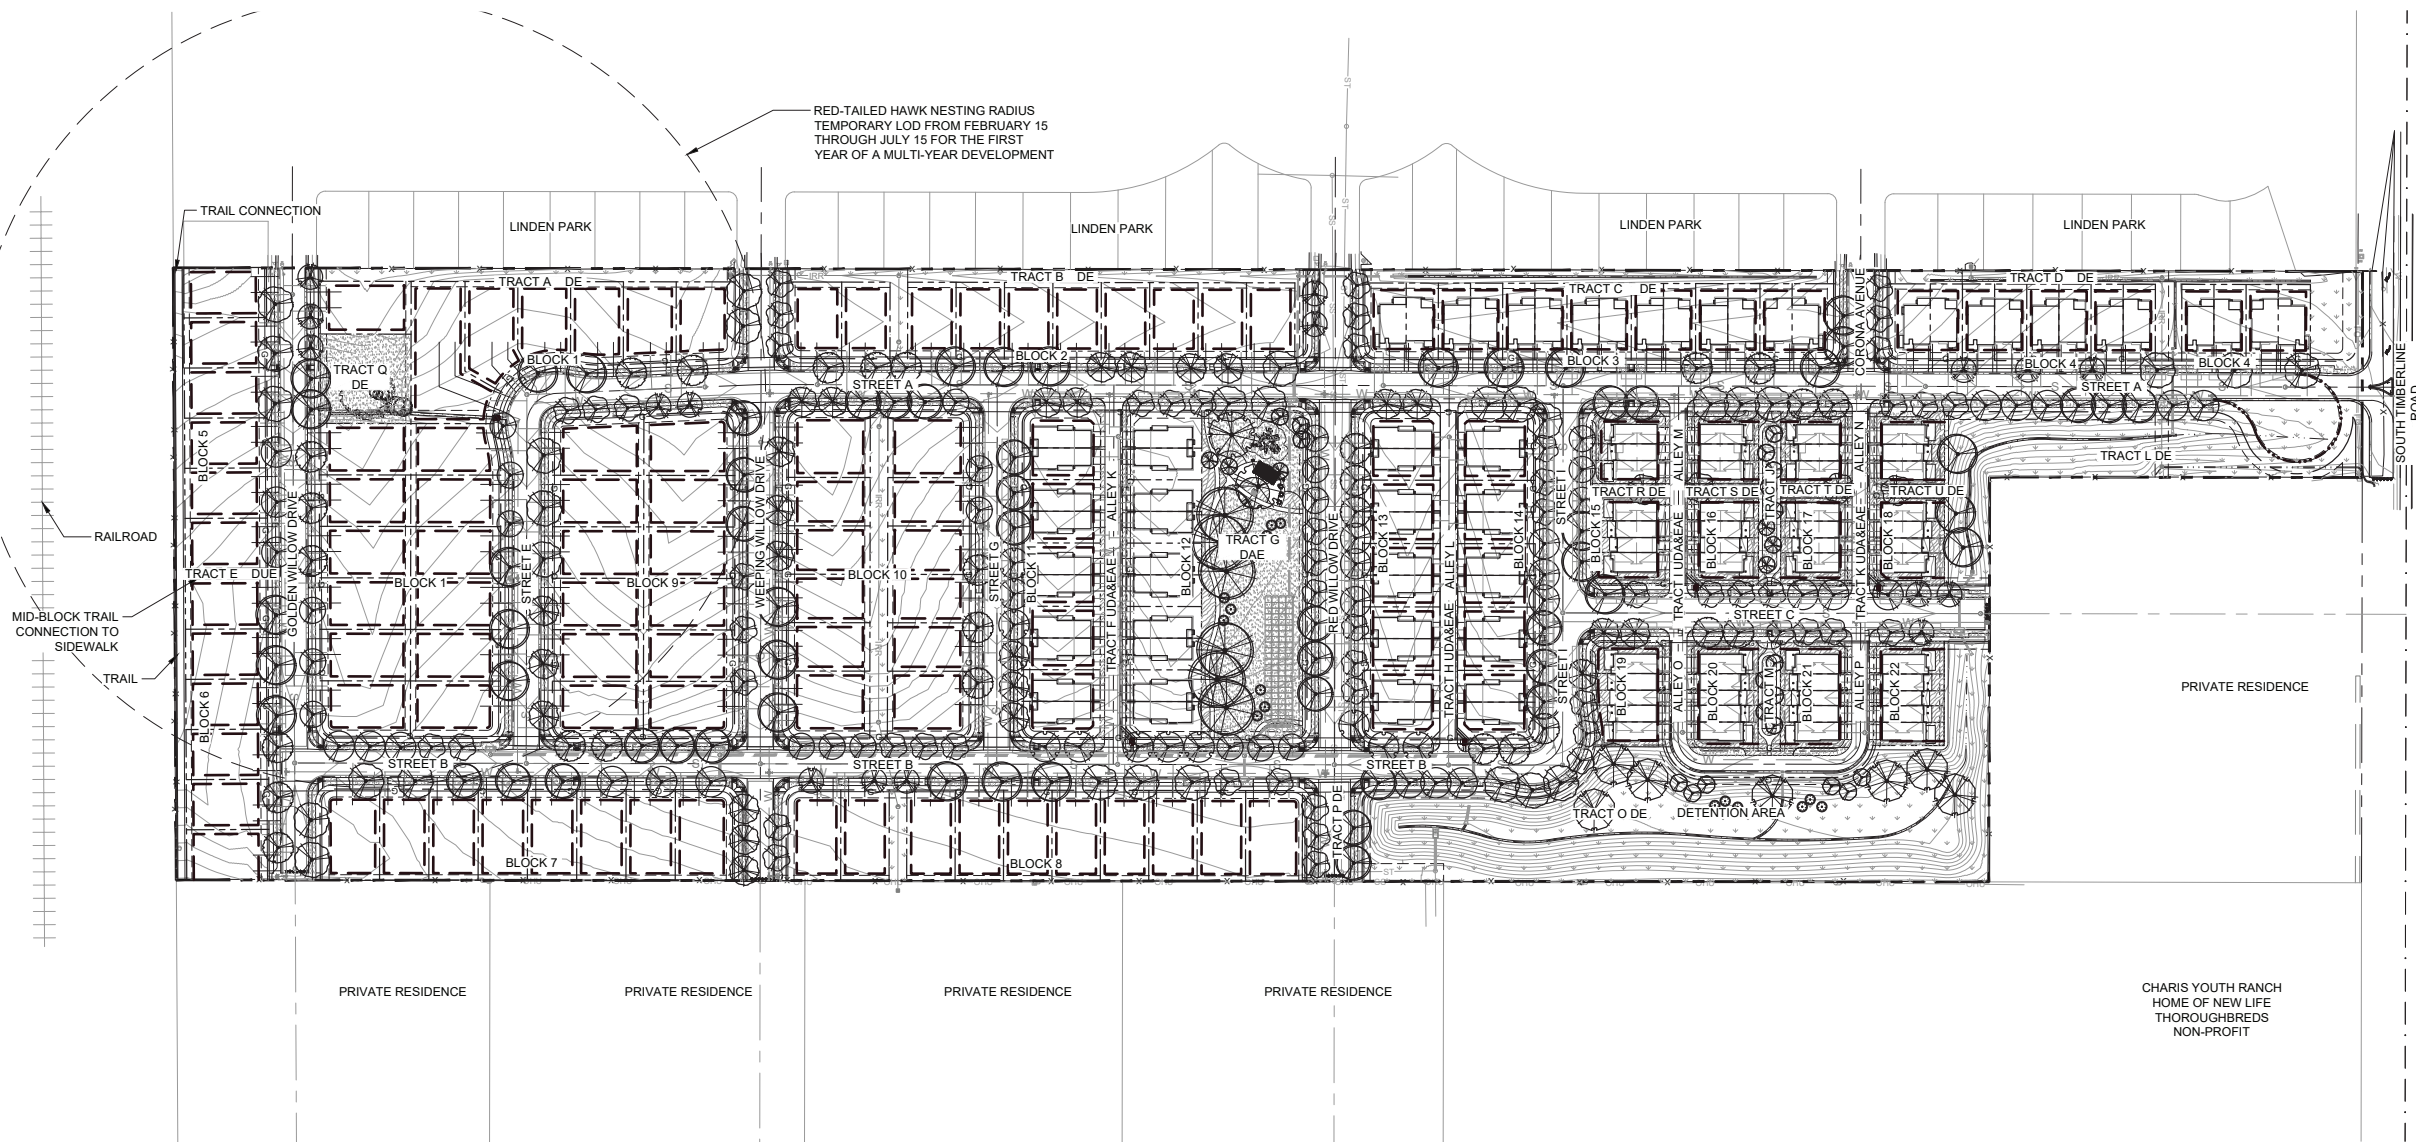 RED-TAILED HAWK NESTING RADIUS
TEMPORARY LOD FROM FEBRUARY 15
THROUGH JULY 15 FOR THE FIRST
YEAR OF A MULTI-YEAR DEVELOPMENT
TRAIL CONNECTION
LINDEN PARK
LINDEN PARK
LINDEN PARK
LINDEN PARK
TRACT A DE
TRACT B DE
TRACT C DE
TRACT D DE
CORONA AVENUE
SOUTH TIMBERLINE
ROAD
BLOCK 1
BLOCK 2
BLOCK 3
BLOCK 4
BLOCK 4
TRACT Q
DE
STREET A
STREET A
BLOCK 5
TRACT L DE
RAILROAD
GOLDEN WILLOW DRIVE
STREET E
WEEPING WILLOW DRIVE
STREET G
BLOCK 11
TRACT F UDA&EAE
ALLEY K
BLOCK 12
TRACT G
DAE
RED WILLOW DRIVE
BLOCK 13
TRACT H UDA&EAE
ALLEY L
BLOCK 14
STREET I
STREET I
BLOCK 15
TRACT R DE
TRACT I UDA&EAE
ALLEY M
TRACT S DE
BLOCK 16
TRACT J
TRACT T DE
BLOCK 17
TRACT K UDA&EAE
ALLEY N
TRACT U DE
BLOCK 18
TRACT E DUE
BLOCK 1
BLOCK 9
BLOCK 10
MID-BLOCK TRAIL
CONNECTION TO
SIDEWALK
TRAIL
STREET C
BLOCK 6
BLOCK 19
ALLEY O
BLOCK 20
TRACT M
BLOCK 21
ALLEY P
BLOCK 22
PRIVATE RESIDENCE
STREET B
STREET B
STREET B
TRACT P DE
TRACT O DE
DETENTION AREA
BLOCK 7
BLOCK 8
PRIVATE RESIDENCE
PRIVATE RESIDENCE
PRIVATE RESIDENCE
PRIVATE RESIDENCE
CHARIS YOUTH RANCH
HOME OF NEW LIFE
THOROUGHBREDS
NON-PROFIT